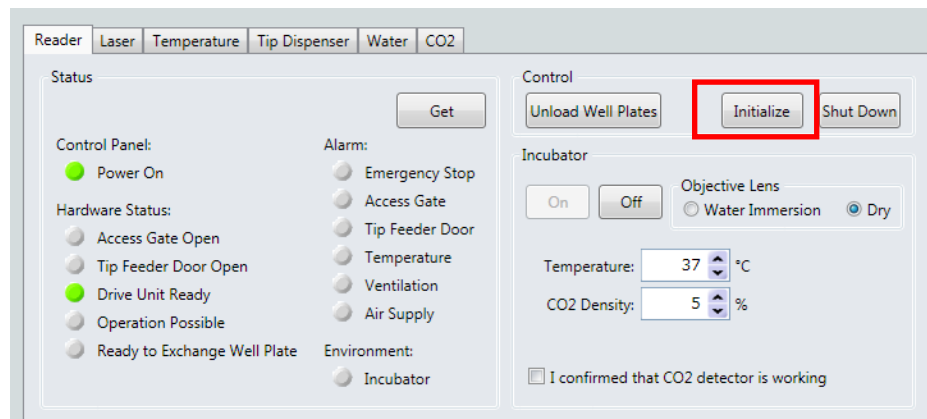 Reader Laser Temperature Tip Dispenser Water CO2
Status
Get
Control Panel:
Power On
Hardware Status:
Access Gate Open
Tip Feeder Door Open
Drive Unit Ready
Operation Possible
Ready to Exchange Well Plate
Alarm:
Emergency Stop
Access Gate
Tip Feeder Door
Temperature
Ventilation
Air Supply
Environment:
Incubator
Control
Unload Well Plates Initialize Shut Down
Incubator
On Off
Objective Lens
Water Immersion Dry
Temperature: 37 °C
CO2 Density: 5 %
I confirmed that CO2 detector is working